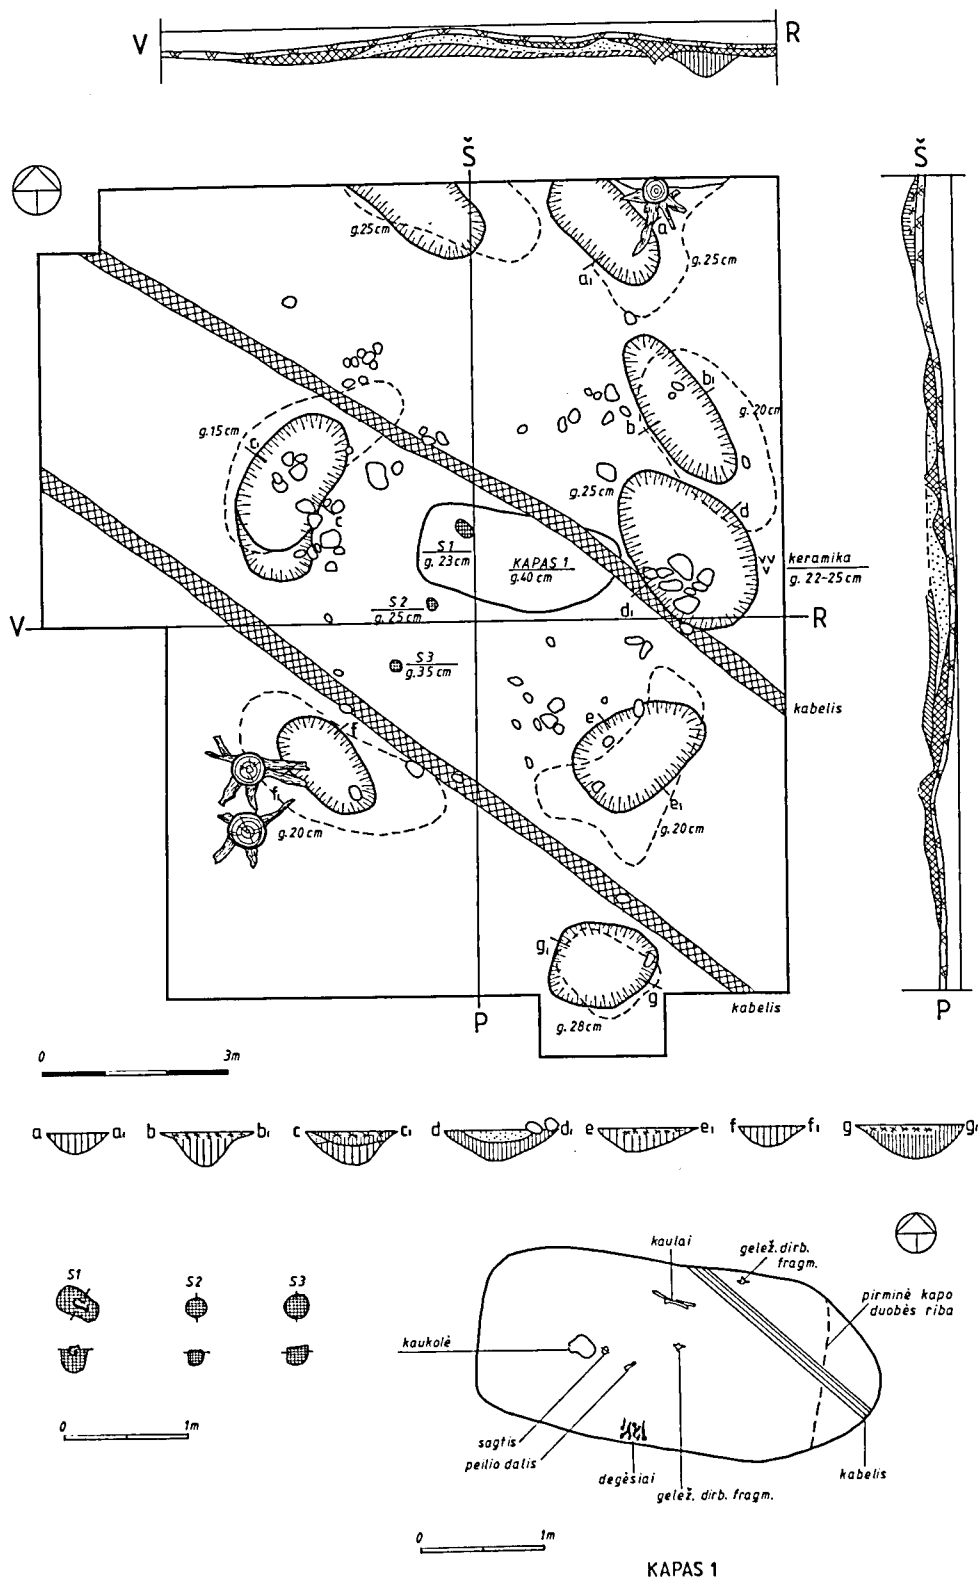 V R
Š
Š
g.25cm
a
a₁
g.25cm
b₁
g.20cm
b
g.15cm
c₁
g.25cm
d
c
S1
g. 23cm
KAPAS 1
g.40 cm
keramika
g. 22-25cm
S2
g.25cm
d₁
V R
S3
g.35cm
kabelis
f
e
f₁
e₁
g.20cm
g.20cm
g₁
g
kabelis
P
P
g.28cm
0 3m
a a₁ b b₁ c c₁ d d₁ e e₁ f f₁ g g₁
S1 S2 S3
kaulai
gelež. dirb.
fragm.
pirminė kapo
duobės riba
kaukolė
sagtis
peilio dalis
degėsiai
gelež. dirb. fragm.
kabelis
0 1m
0 1m
KAPAS 1